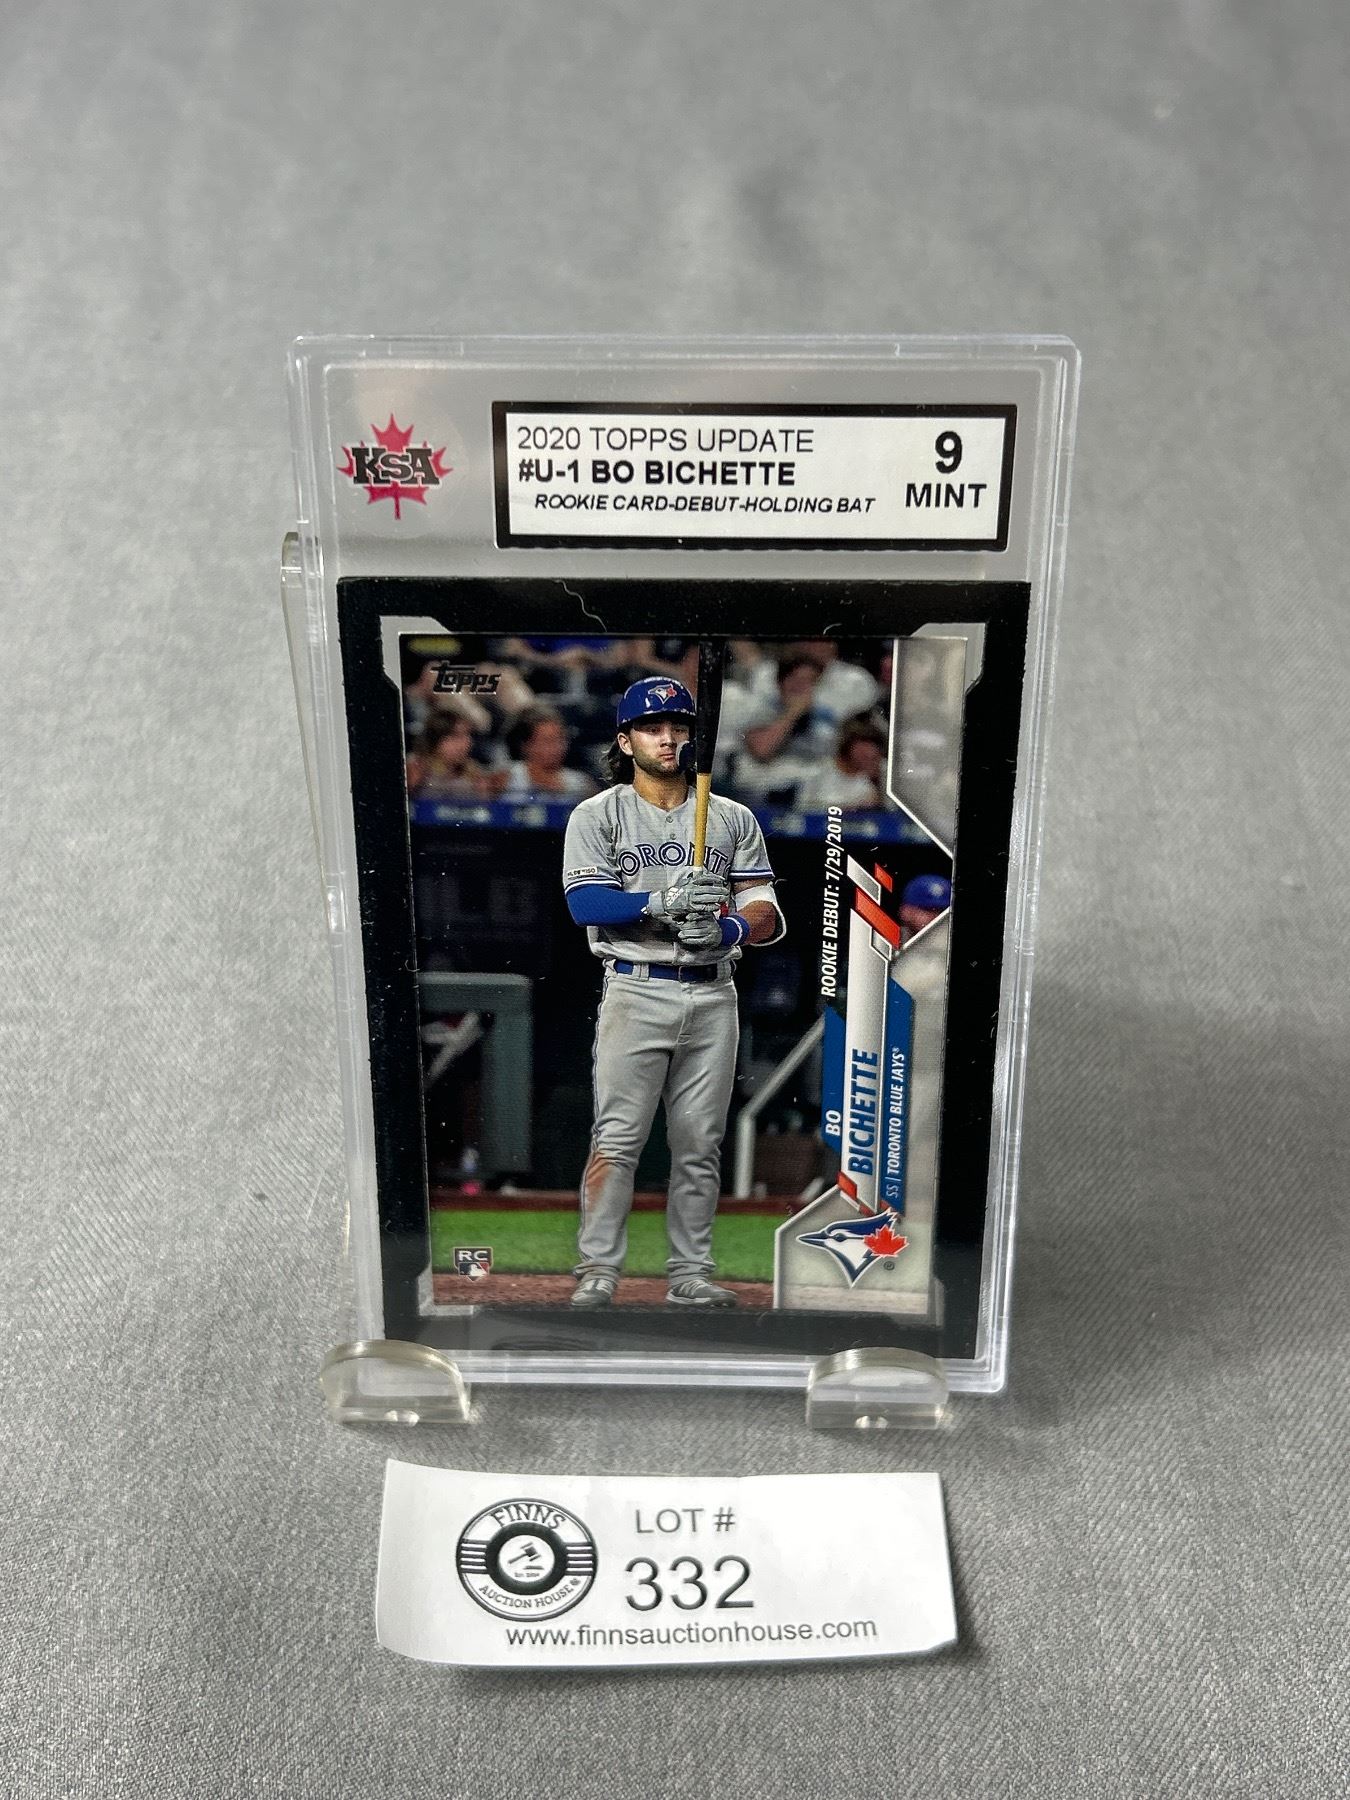 KSA
2020 TOPPS UPDATE
#U-1 BO BICHETTE
ROOKIE CARD-DEBUT-HOLDING BAT
9
MINT
Topps
ORONT
ROOKIE DEBUT: 7/29/2019
BO
BICHETTE
SS | TORONTO BLUE JAYS®
RC
®
FINNS
AUCTION HOUSE
LOT #
332
www.finnsauctionhouse.com